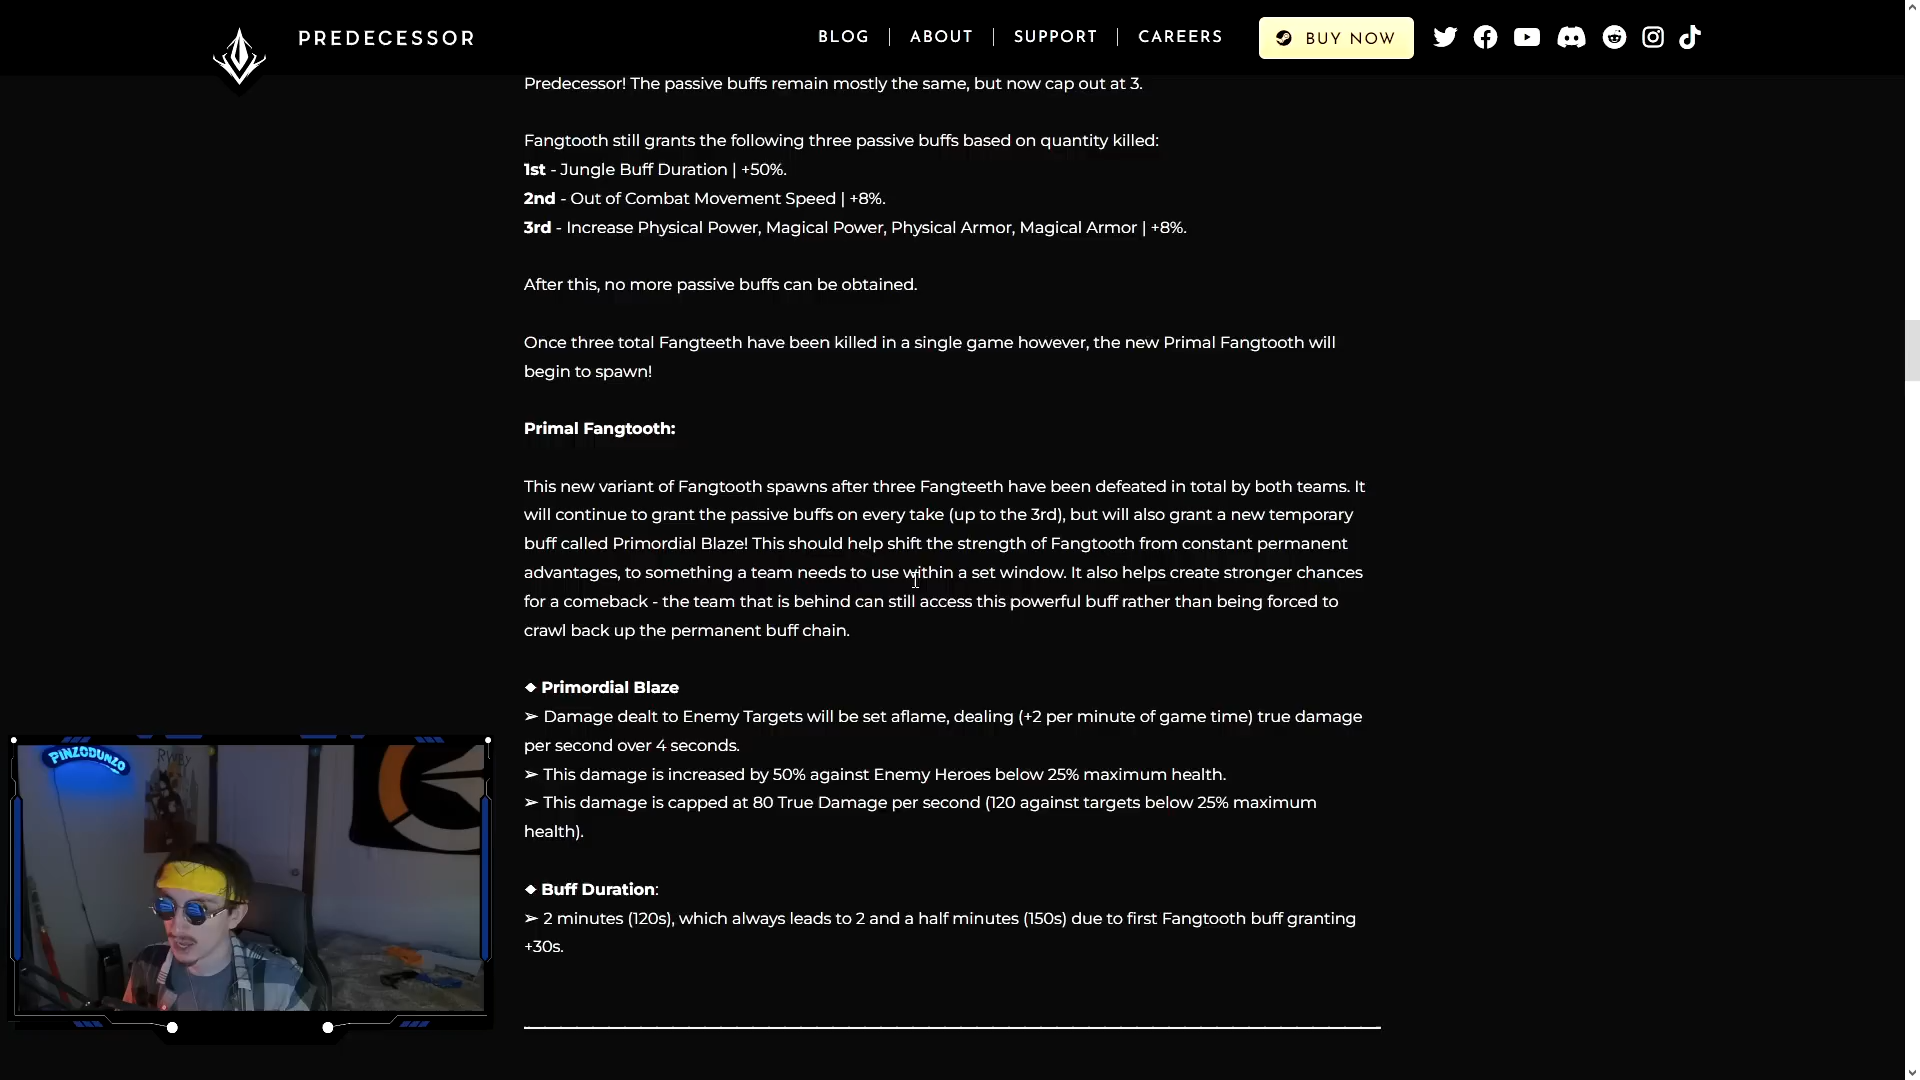 PREDECESSOR
BLOG
ABOUT
SUPPORT
CAREERS
BUY NOW
Predecessor! The passive buffs remain mostly the same, but now cap out at 3.
Fangtooth still grants the following three passive buffs based on quantity killed:
1st - Jungle Buff Duration | +50%.
2nd - Out of Combat Movement Speed | +8%.
3rd - Increase Physical Power, Magical Power, Physical Armor, Magical Armor | +8%.
After this, no more passive buffs can be obtained.
Once three total Fangteeth have been killed in a single game however, the new Primal Fangtooth will
begin to spawn!
Primal Fangtooth:
This new variant of Fangtooth spawns after three Fangteeth have been defeated in total by both teams. It
will continue to grant the passive buffs on every take (up to the 3rd), but will also grant a new temporary
buff called Primordial Blaze! This should help shift the strength of Fangtooth from constant permanent
advantages, to something a team needs to use within a set window. It also helps create stronger chances
for a comeback - the team that is behind can still access this powerful buff rather than being forced to
crawl back up the permanent buff chain.
❖ Primordial Blaze
➢ Damage dealt to Enemy Targets will be set aflame, dealing (+2 per minute of game time) true damage
per second over 4 seconds.
➢ This damage is increased by 50% against Enemy Heroes below 25% maximum health.
➢ This damage is capped at 80 True Damage per second (120 against targets below 25% maximum
health).
❖ Buff Duration:
➢ 2 minutes (120s), which always leads to 2 and a half minutes (150s) due to first Fangtooth buff granting
+30s.
PINZODUNZO
RWBY